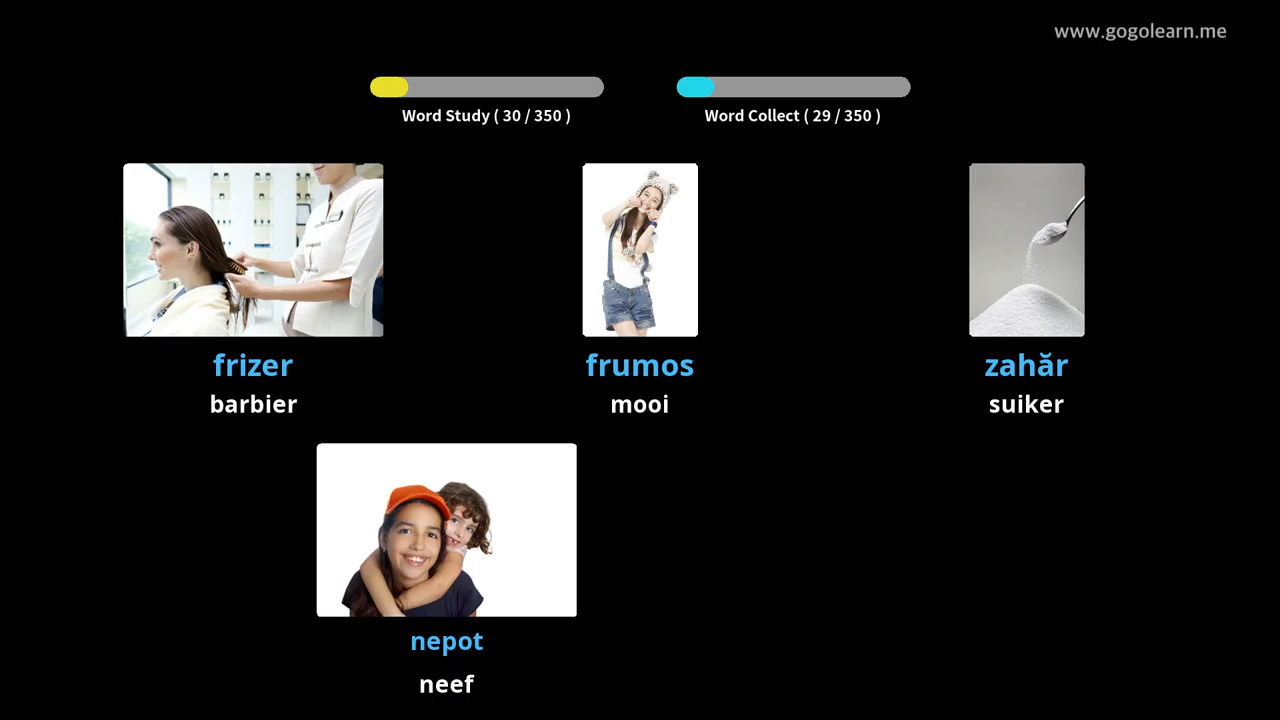 www.gogolearn.me
Word Study ( 30 / 350 )
Word Collect ( 29 / 350 )
frizer
barbier
frumos
mooi
zahăr
suiker
nepot
neef